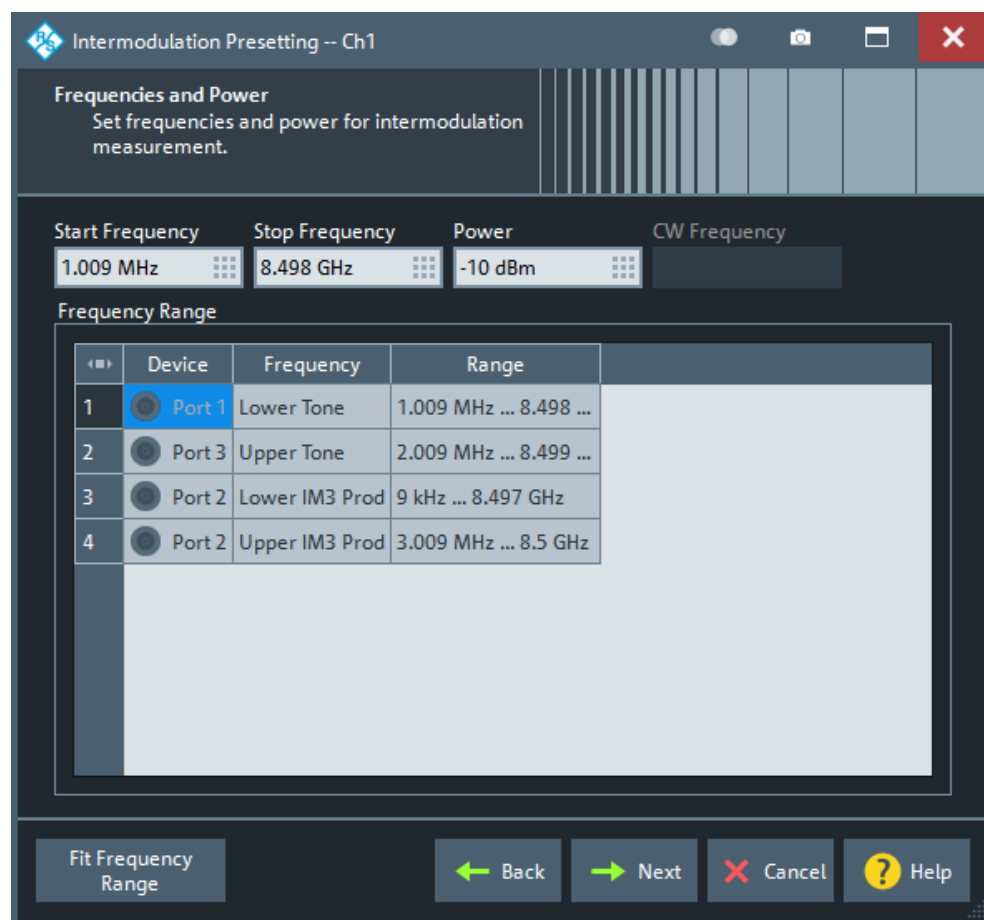 Intermodulation Presetting -- Ch1
Frequencies and Power
Set frequencies and power for intermodulation
measurement.
Start Frequency Stop Frequency Power CW Frequency
1.009 MHz 8.498 GHz -10 dBm
Frequency Range
Device Frequency Range
1 Port 1 Lower Tone 1.009 MHz ... 8.498 ...
2 Port 3 Upper Tone 2.009 MHz ... 8.499 ...
3 Port 2 Lower IM3 Prod 9 kHz ... 8.497 GHz
4 Port 2 Upper IM3 Prod 3.009 MHz ... 8.5 GHz
Fit Frequency
Range
Back Next Cancel ? Help